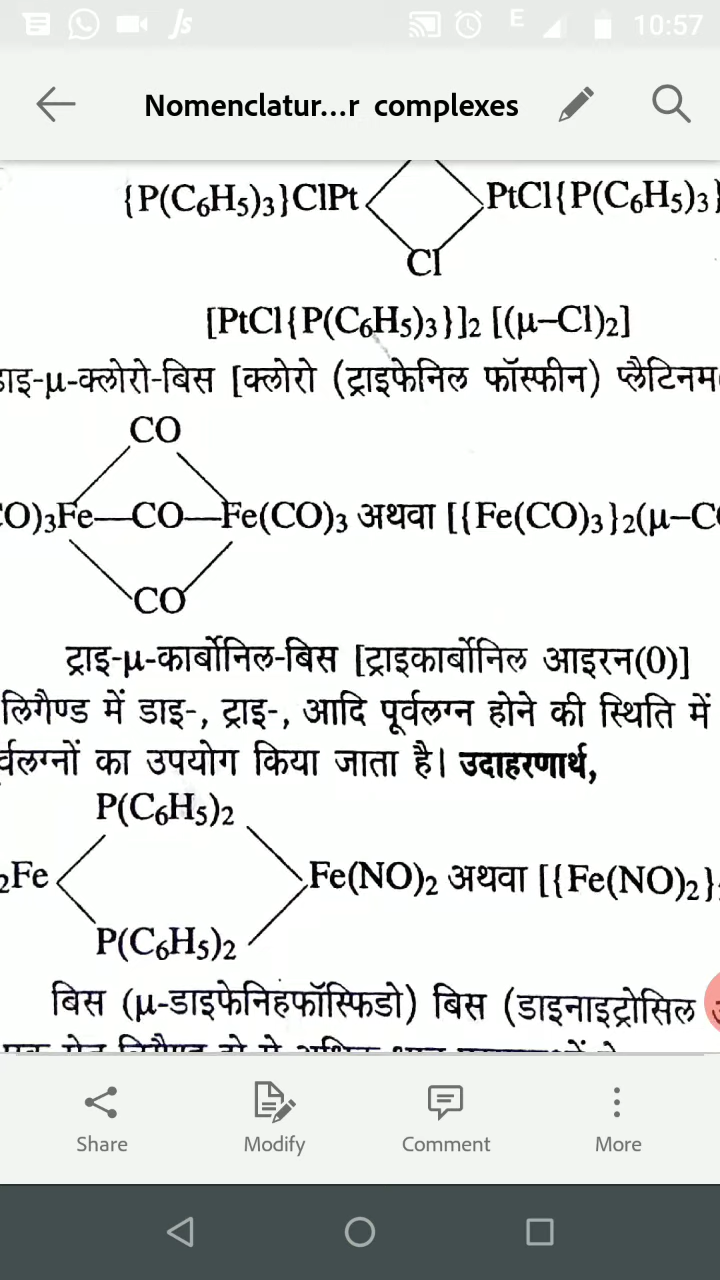 E 10:57
Nomenclatur...r complexes
{P(C₆H₅)₃}ClPt PtCl{P(C₆H₅)₃}
Cl
[PtCl{P(C₆H₅)₃}]₂ [(μ–Cl)₂]
डाइ-μ-क्लोरो-बिस [क्लोरो (ट्राइफेनिल फॉस्फीन) प्लैटिनम
CO
CO)₃Fe—CO—Fe(CO)₃ अथवा [{Fe(CO)₃}₂(μ–C
CO
ट्राइ-μ-कार्बोनिल-बिस [ट्राइकार्बोनिल आइरन(0)]
लिगैण्ड में डाइ-, ट्राइ-, आदि पूर्वलग्न होने की स्थिति में
र्वलग्नों का उपयोग किया जाता है। उदाहरणार्थ,
P(C₆H₅)₂
₂Fe Fe(NO)₂ अथवा [{Fe(NO)₂}
P(C₆H₅)₂
बिस (μ-डाइफेनिहफॉस्फिडो) बिस (डाइनाइट्रोसिल
Share Modify Comment More